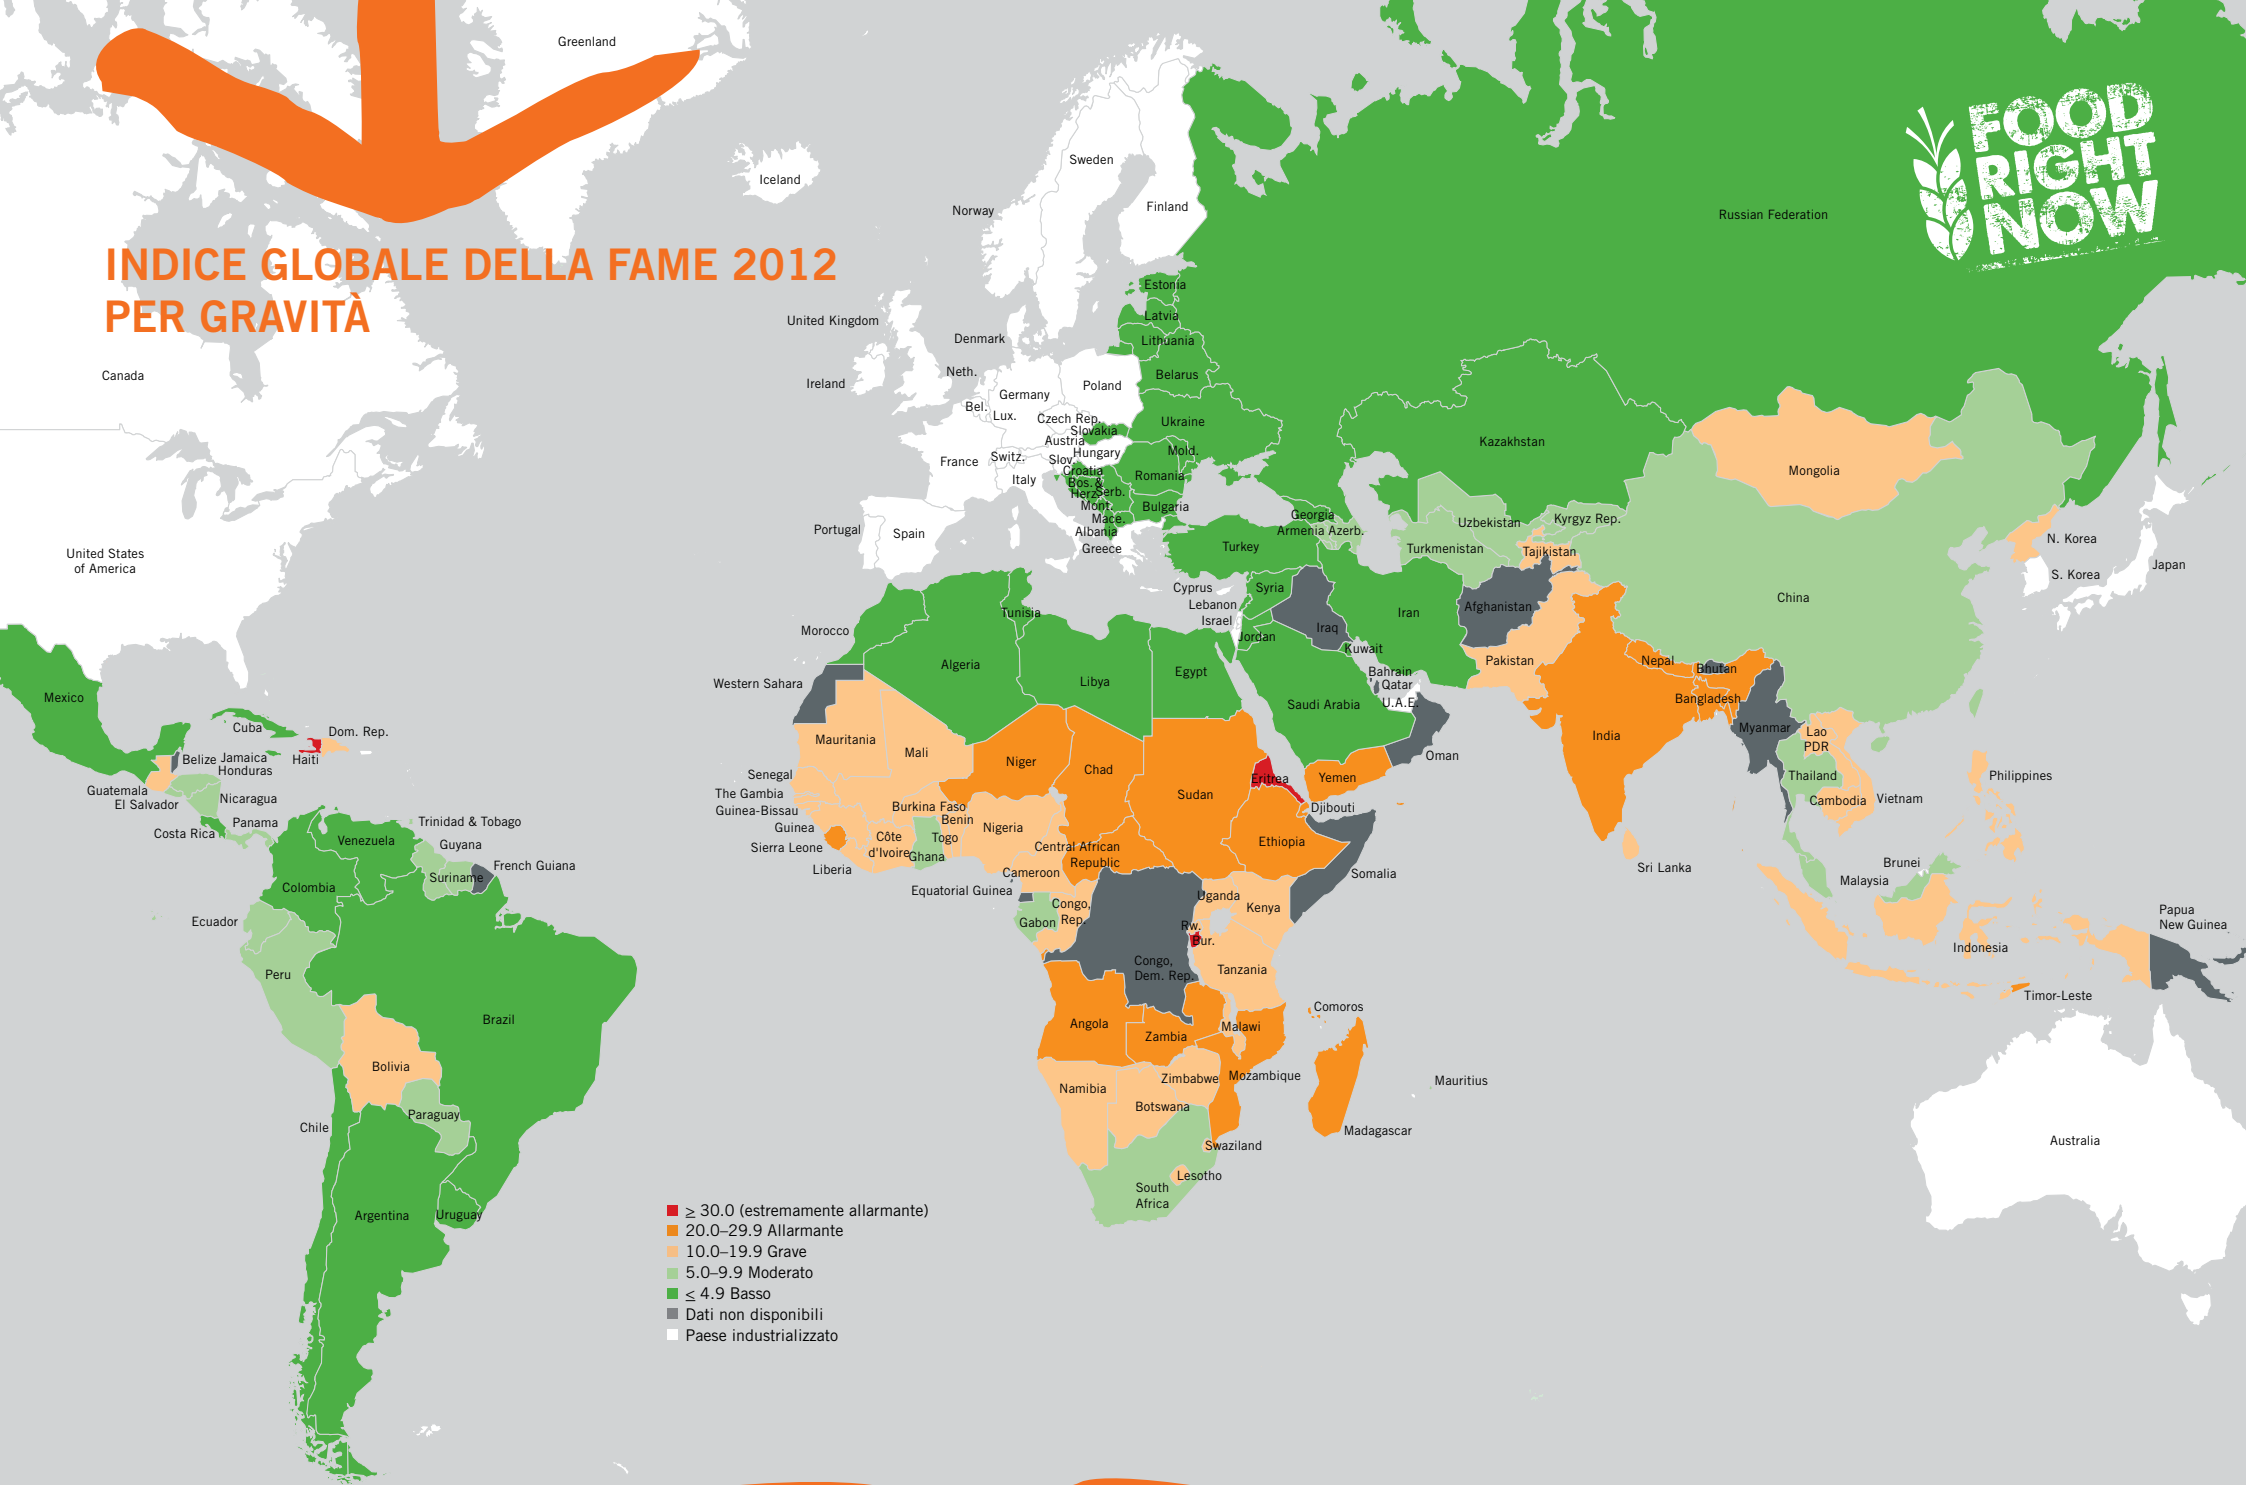 Greenland
FOOD
RIGHT
NOW
Sweden
Iceland
Finland
Norway
Russian Federation
INDICE GLOBALE DELLA FAME 2012
PER GRAVITÀ
Estonia
Latvia
United Kingdom
Denmark
Lithuania
Canada
Neth.
Belarus
Ireland
Germany
Poland
Bel.
Lux.
Czech Rep.
Ukraine
Slovakia
Austria
Kazakhstan
Hungary
Mold.
France
Switz.
Slov.
Croatia
Mongolia
Italy
Romania
Bos.&
Herz.
Serb.
Mont.
Bulgaria
Georgia
Mace.
Uzbekistan
Kyrgyz Rep.
Portugal
Spain
Albania
Armenia
Azerb.
N. Korea
United States
of America
Greece
Turkey
Turkmenistan
Tajikistan
Japan
S. Korea
Cyprus
Syria
China
Lebanon
Afghanistan
Tunisia
Israel
Iran
Morocco
Jordan
Iraq
Kuwait
Algeria
Pakistan
Nepal
Bhutan
Egypt
Bahrain
Libya
Western Sahara
Qatar
Mexico
U.A.E.
Saudi Arabia
Bangladesh
Cuba
Dom. Rep.
Myanmar
Lao
PDR
India
Mauritania
Mali
Belize
Jamaica
Haiti
Honduras
Oman
Niger
Chad
Senegal
Eritrea
Yemen
Thailand
Philippines
Guatemala
El Salvador
Nicaragua
The Gambia
Sudan
Guinea-Bissau
Burkina Faso
Djibouti
Cambodia
Vietnam
Costa Rica
Panama
Trinidad & Tobago
Guinea
Benin
Nigeria
Venezuela
Guyana
Côte
d'Ivoire
Togo
Ethiopia
Sierra Leone
Ghana
Central African
Republic
French Guiana
Liberia
Cameroon
Somalia
Sri Lanka
Brunei
Suriname
Malaysia
Colombia
Equatorial Guinea
Uganda
Congo,
Rep.
Kenya
Ecuador
Gabon
Rw.
Bur.
Papua
New Guinea
Indonesia
Peru
Congo,
Dem. Rep.
Tanzania
Timor-Leste
Comoros
Brazil
Angola
Malawi
Zambia
Bolivia
Zimbabwe
Mozambique
Mauritius
Namibia
Botswana
Paraguay
Chile
Madagascar
Australia
Swaziland
Lesotho
South
Africa
Argentina
Uruguay
≥ 30.0 (estremamente allarmante)
20.0–29.9 Allarmante
10.0–19.9 Grave
5.0–9.9 Moderato
≤ 4.9 Basso
Dati non disponibili
Paese industrializzato